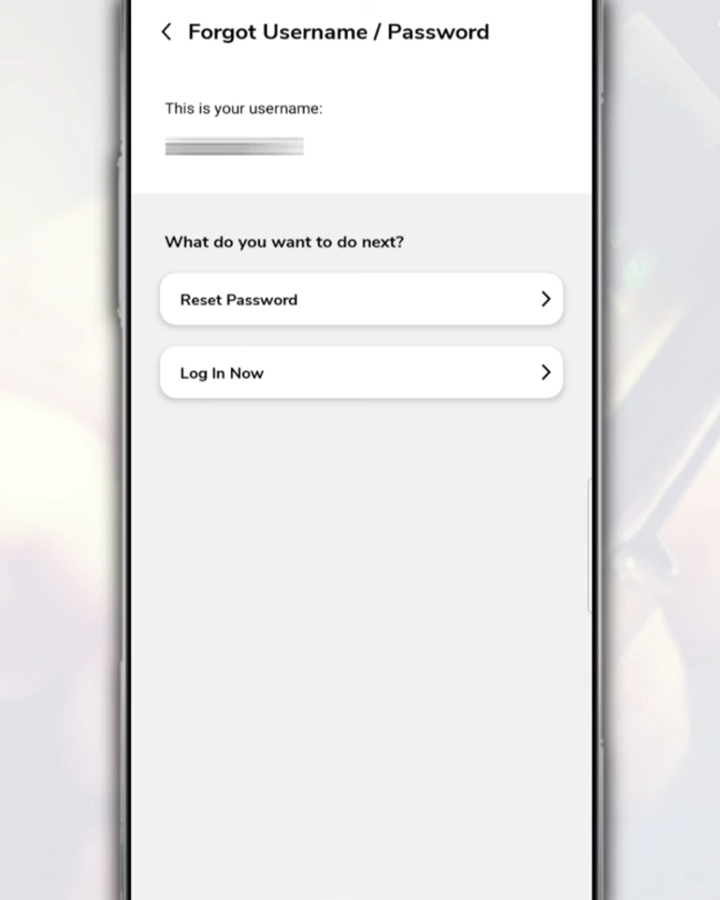 Forgot Username / Password
This is your username:
What do you want to do next?
Reset Password
Log In Now